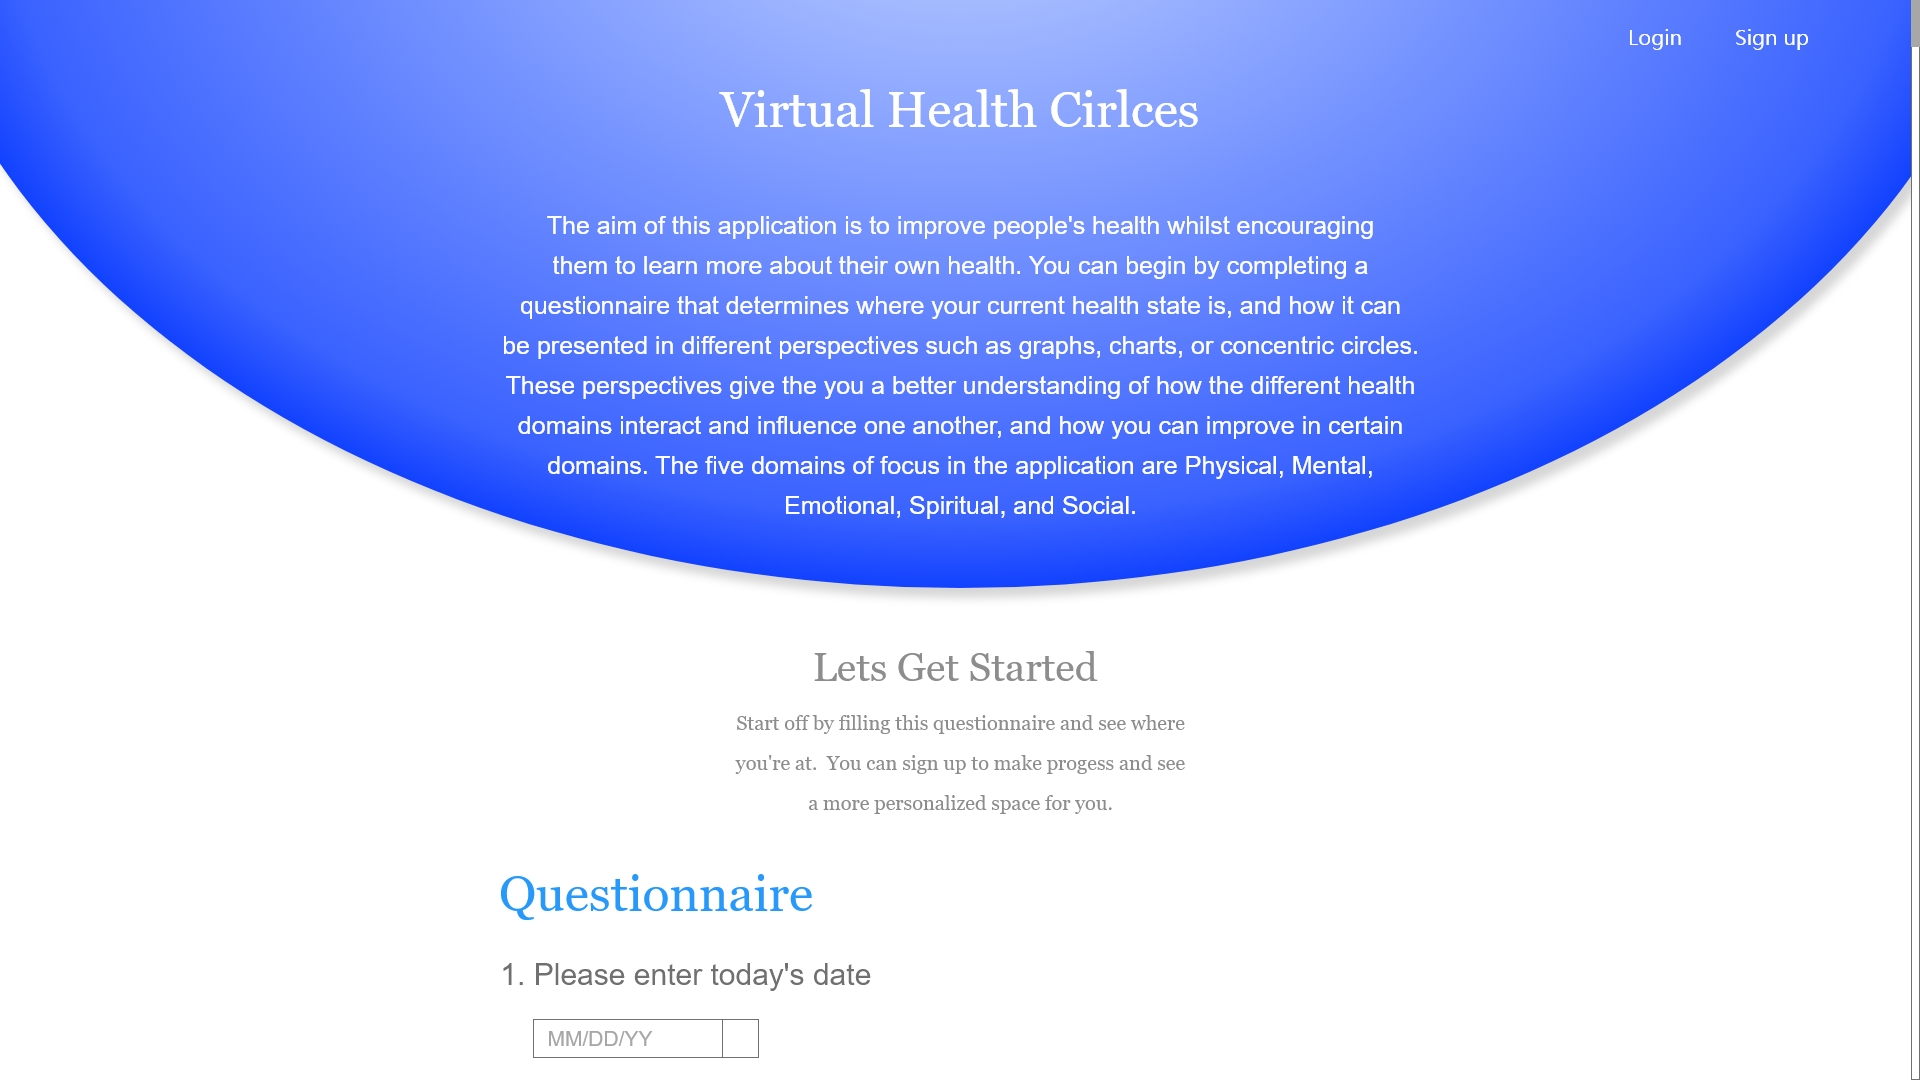 Login Sign up
Virtual Health Cirlces
The aim of this application is to improve people's health whilst encouraging
them to learn more about their own health. You can begin by completing a
questionnaire that determines where your current health state is, and how it can
be presented in different perspectives such as graphs, charts, or concentric circles.
These perspectives give the you a better understanding of how the different health
domains interact and influence one another, and how you can improve in certain
domains. The five domains of focus in the application are Physical, Mental,
Emotional, Spiritual, and Social.
Lets Get Started
Start off by filling this questionnaire and see where
you're at.  You can sign up to make progess and see
a more personalized space for you.
Questionnaire
1. Please enter today's date
MM/DD/YY